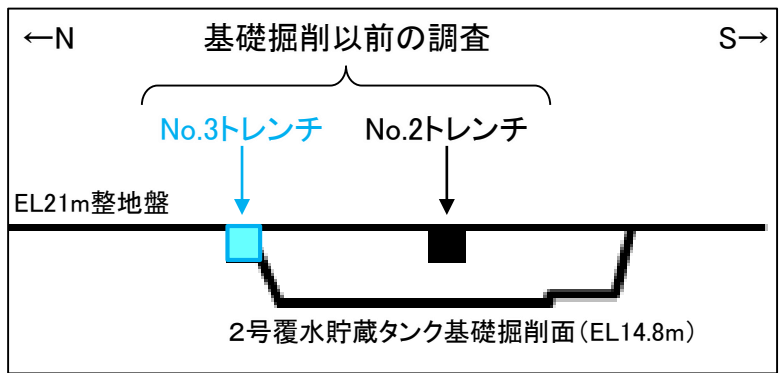 ←N 基礎掘削以前の調査 S→
No.3トレンチ No.2トレンチ
EL21m整地盤
2号覆水貯蔵タンク基礎掘削面(EL14.8m)